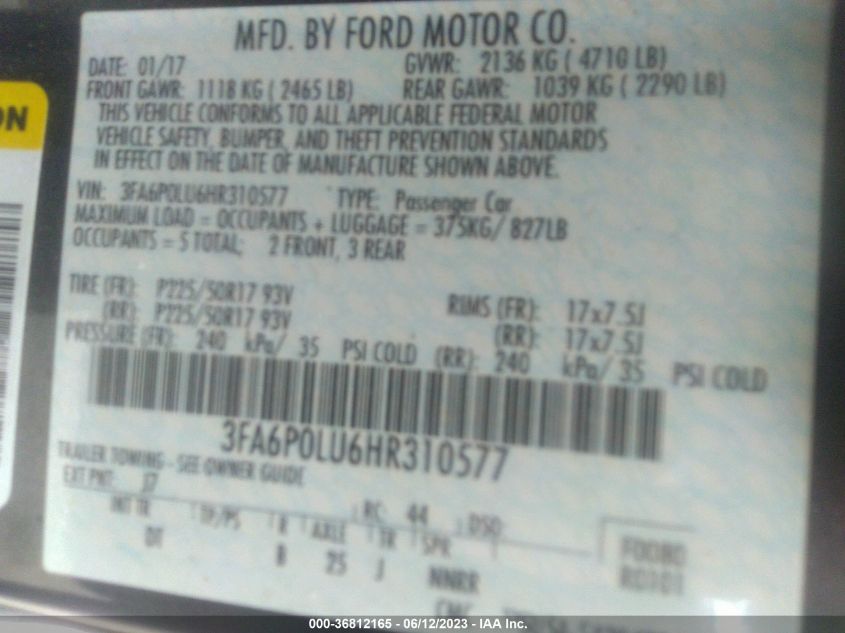 MFD. BY FORD MOTOR CO.
DATE: 01/17 GVWR: 2136 KG ( 4710 LB)
FRONT GAWR: 1118 KG ( 2465 LB) REAR GAWR: 1039 KG ( 2290 LB)
THIS VEHICLE CONFORMS TO ALL APPLICABLE FEDERAL MOTOR
VEHICLE SAFETY, BUMPER, AND THEFT PREVENTION STANDARDS
IN EFFECT ON THE DATE OF MANUFACTURE SHOWN ABOVE.
VIN: 3FA6P0LU6HR310577 TYPE: Passenger Car
MAXIMUM LOAD = OCCUPANTS + LUGGAGE = 375KG/ 827LB
OCCUPANTS = 5 TOTAL; 2 FRONT, 3 REAR
TIRE (FR): P225/50R17 93V RIMS (FR): 17x7.5J
(RR): P225/50R17 93V (RR): 17x7.5J
PRESSURE (FR): 240 kPa/ 35 PSI COLD (RR): 240 kPa/ 35 PSI COLD
3FA6P0LU6HR310577
TRAILER TOWING - SEE OWNER GUIDE
EXT PNT: J7 RC: 44 DSO:
INT TR TP/PS R AXLE TR SPR
DT B 25 J NNRR
ON
000-36812165 - 06/12/2023 - IAA Inc.